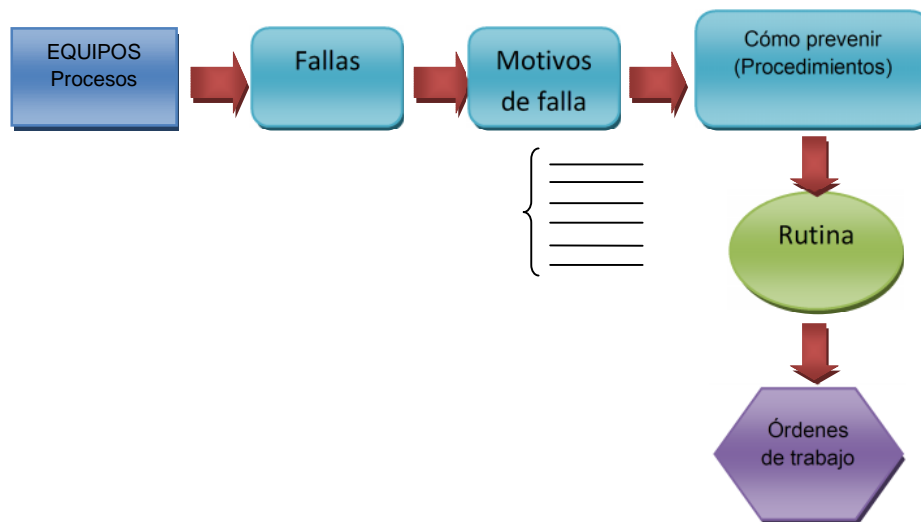 EQUIPOS
Procesos
Fallas
Motivos
de falla
Cómo prevenir
(Procedimientos)
Rutina
Órdenes
de trabajo